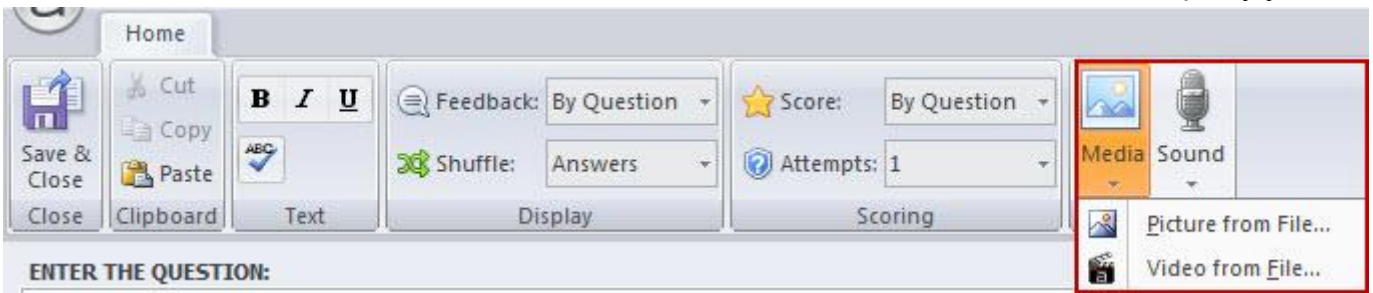 Home
Save & Close
Close
Cut
Copy
Paste
Clipboard
B I U
ABC
Text
Feedback: By Question
Shuffle: Answers
Display
Score: By Question
Attempts: 1
Scoring
Media
Sound
Picture from File...
Video from File...
ENTER THE QUESTION: